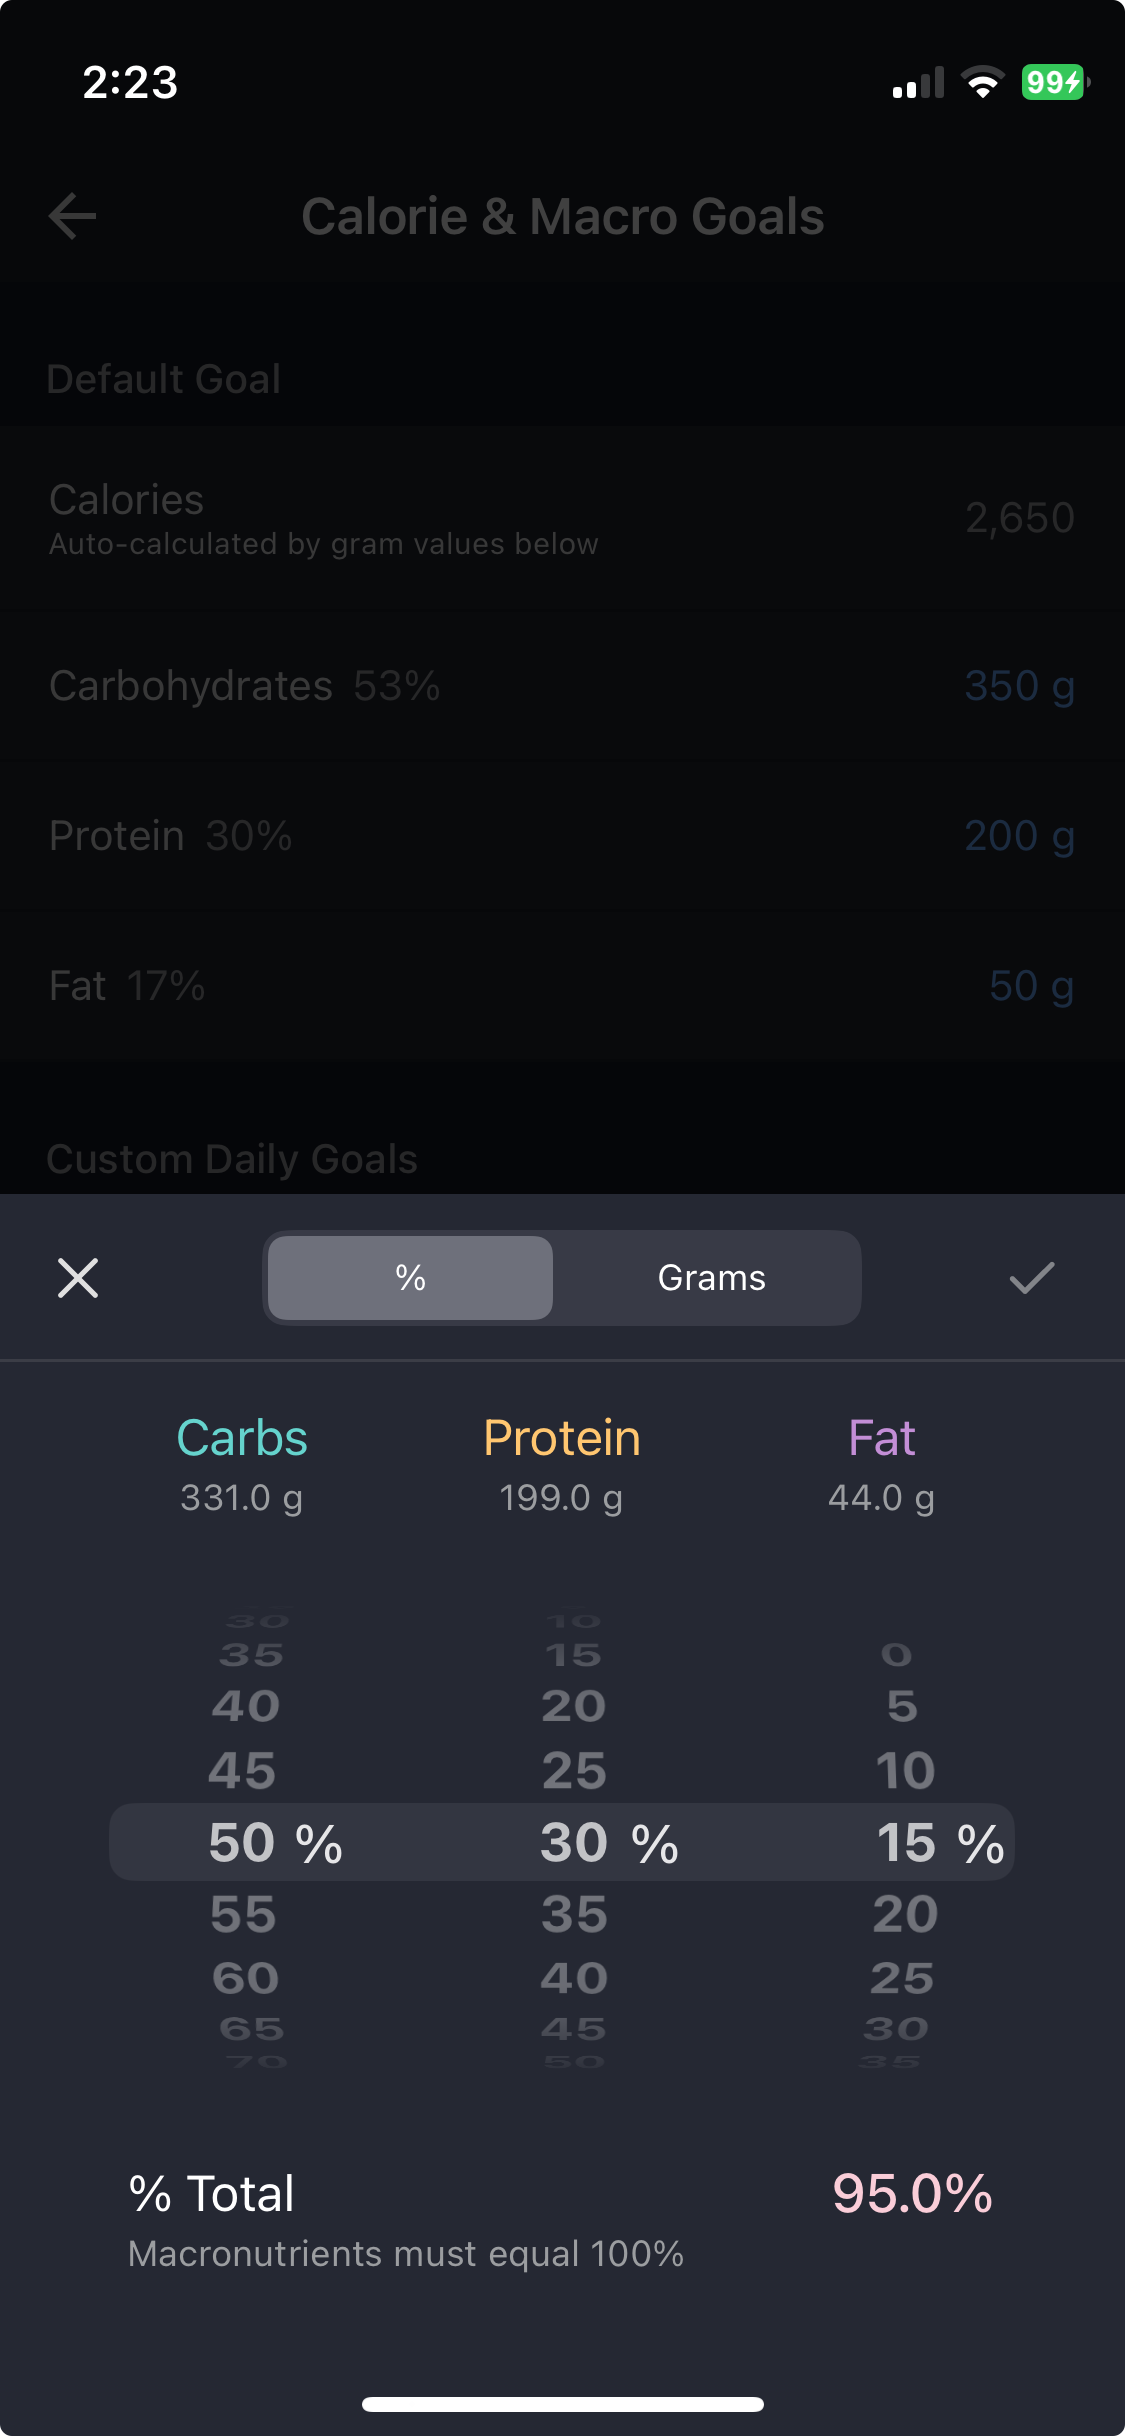 2:23
99
Calorie & Macro Goals
Default Goal
Calories
2,650
Auto-calculated by gram values below
Carbohydrates 53% 350 g
Protein 30% 200 g
Fat 17% 50 g
Custom Daily Goals
% Grams
Carbs Protein Fat
331.0 g 199.0 g 44.0 g
30 10
35 15 0
40 20 5
45 25 10
50 % 30 % 15 %
55 35 20
60 40 25
65 45 30
70 50 35
% Total 95.0%
Macronutrients must equal 100%